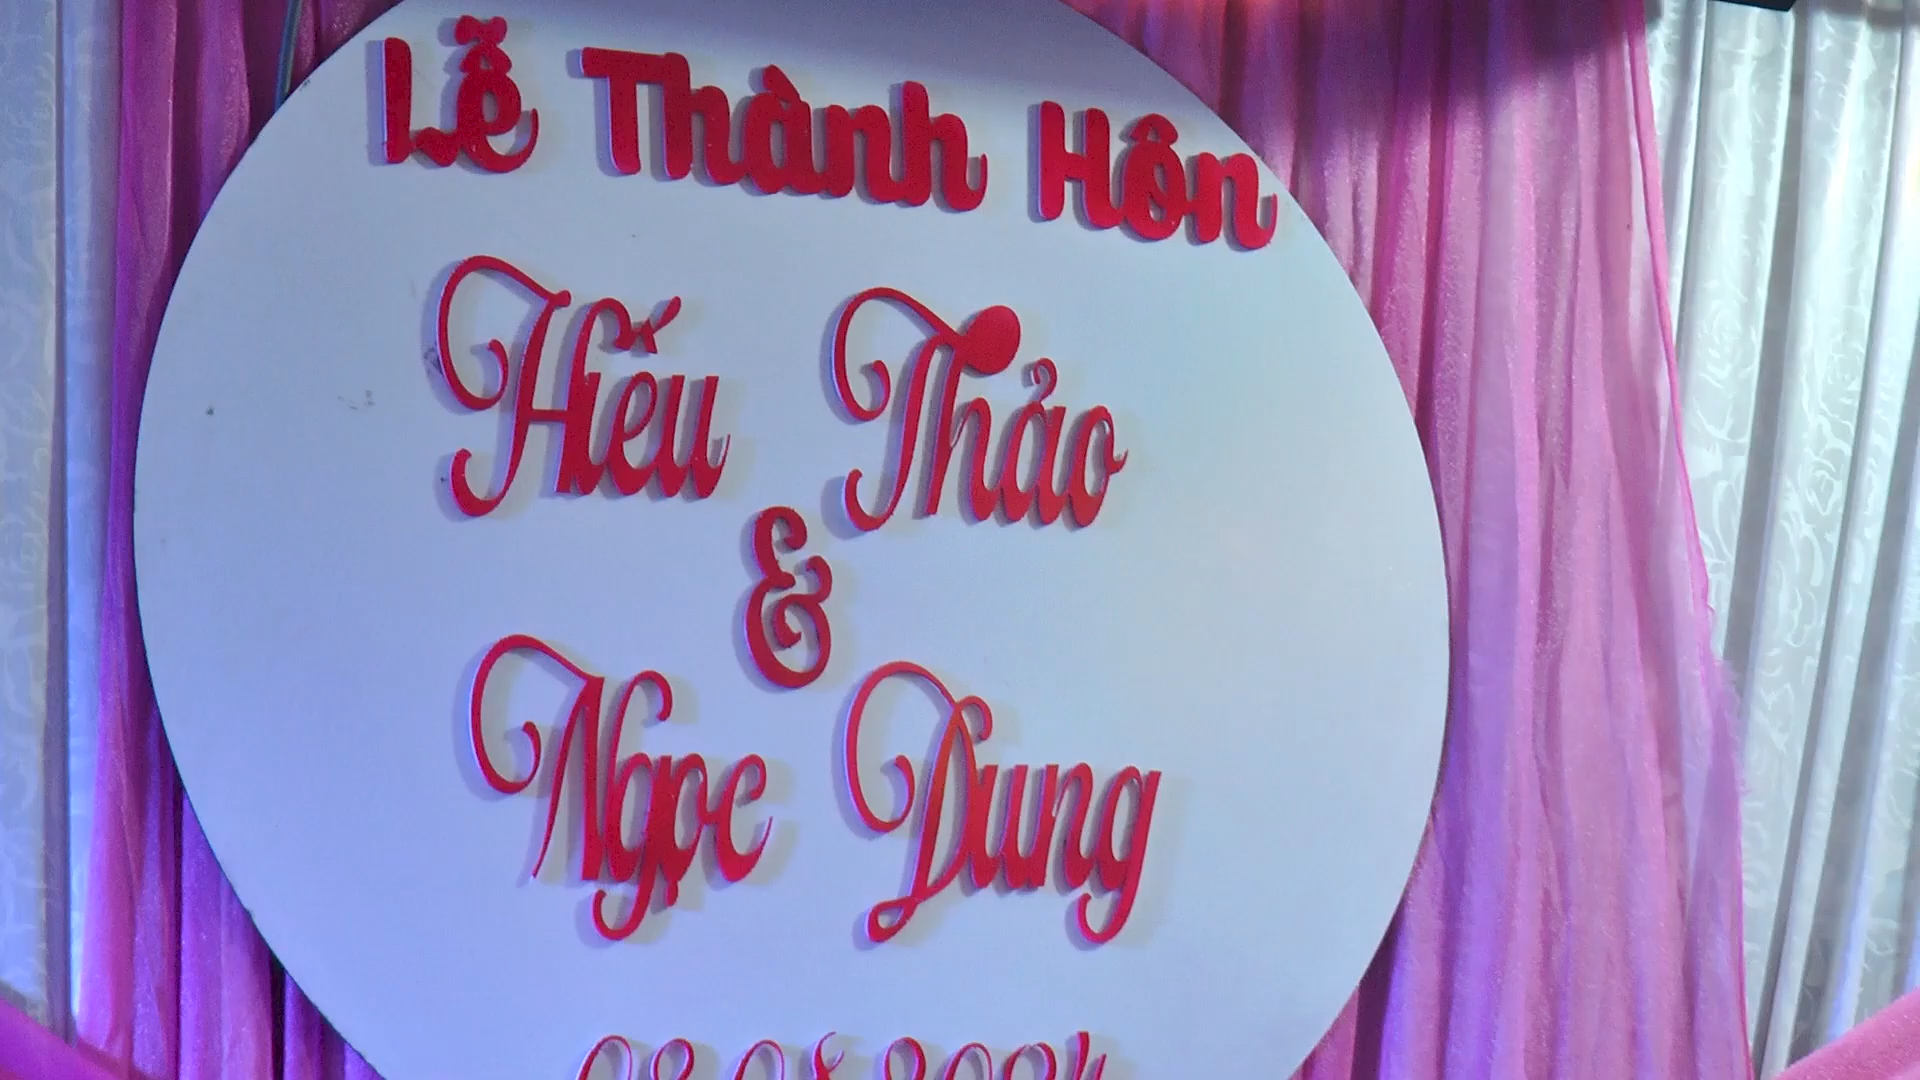 Lễ Thành Hôn
Hiếu Thảo
&
Ngọc Dung